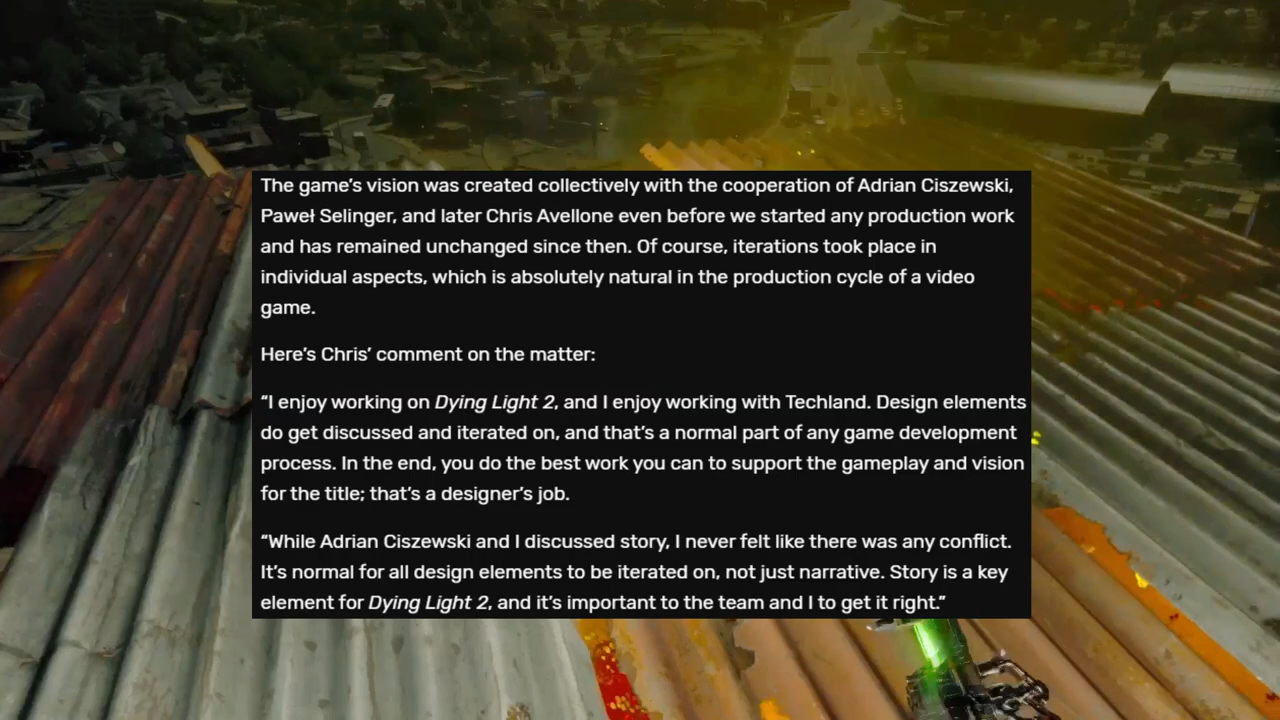 The game's vision was created collectively with the cooperation of Adrian Ciszewski,
Paweł Selinger, and later Chris Avellone even before we started any production work
and has remained unchanged since then. Of course, iterations took place in
individual aspects, which is absolutely natural in the production cycle of a video
game.
Here's Chris' comment on the matter:
“I enjoy working on Dying Light 2, and I enjoy working with Techland. Design elements
do get discussed and iterated on, and that's a normal part of any game development
process. In the end, you do the best work you can to support the gameplay and vision
for the title; that's a designer's job.
“While Adrian Ciszewski and I discussed story, I never felt like there was any conflict.
It's normal for all design elements to be iterated on, not just narrative. Story is a key
element for Dying Light 2, and it's important to the team and I to get it right.”